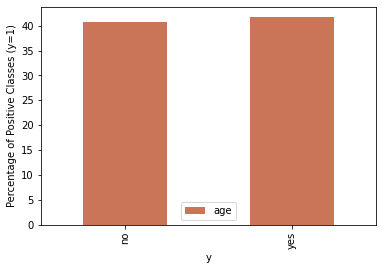 Percentage of Positive Classes (y=1)
40
35
30
25
20
15
10
5
0
age
no
yes
y